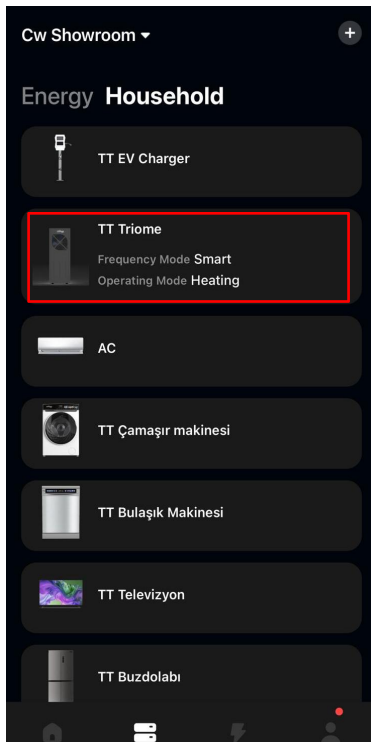 Cw Showroom
Energy Household
TT EV Charger
TT Triome
Frequency Mode Smart
Operating Mode Heating
AC
TT Çamaşır makinesi
TT Bulaşık Makinesi
TT Televizyon
TT Buzdolabı